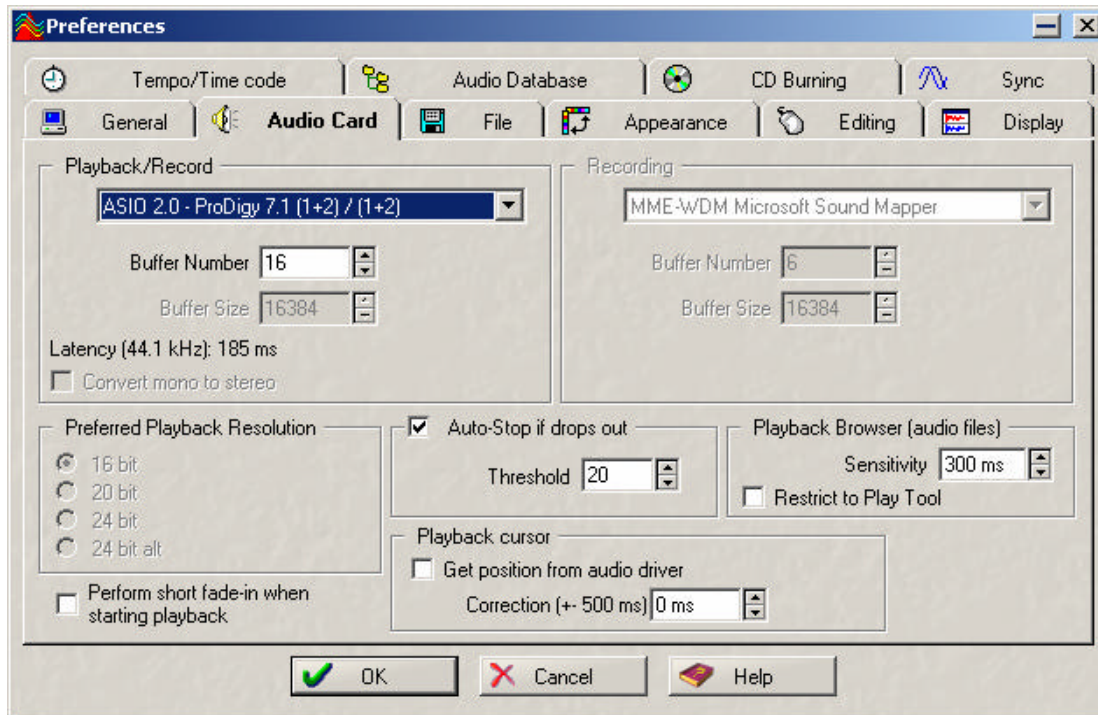 Preferences
Tempo/Time code Audio Database CD Burning Sync
General Audio Card File Appearance Editing Display
Playback/Record
ASIO 2.0 - ProDigy 7.1 (1+2) / (1+2)
Buffer Number 16
Buffer Size 16384
Latency (44.1 kHz): 185 ms
Convert mono to stereo
Recording
MME-WDM Microsoft Sound Mapper
Buffer Number 6
Buffer Size 16384
Preferred Playback Resolution
16 bit
20 bit
24 bit
24 bit alt
Perform short fade-in when
starting playback
Auto-Stop if drops out
Threshold 20
Playback Browser (audio files)
Sensitivity 300 ms
Restrict to Play Tool
Playback cursor
Get position from audio driver
Correction (+- 500 ms) 0 ms
OK Cancel Help